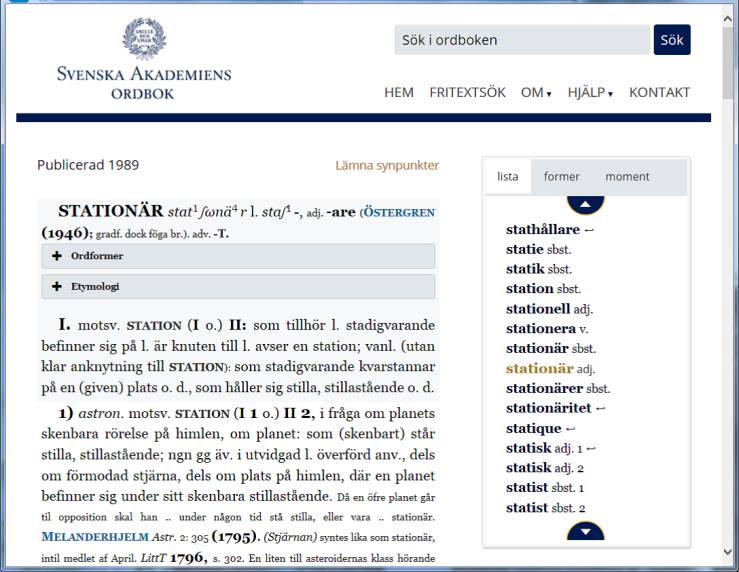 SNILLE
OCH
SMAK
SVENSKA AKADEMIENS
ORDBOK
Sök i ordboken
Sök
HEM FRITEXTSÖK OM ▾ HJÄLP ▾ KONTAKT
Publicerad 1989 Lämna synpunkter
STATIONÄR stat¹ʃωnä⁴r l. staʃ¹-, adj. -are (ÖSTERGREN
(1946); gradf. dock föga br.). adv. -T.
+ Ordformer
+ Etymologi
I. motsv. STATION (I o.) II: som tillhör l. stadigvarande
befinner sig på l. är knuten till l. avser en station; vanl. (utan
klar anknytning till STATION): som stadigvarande kvarstannar
på en (given) plats o. d., som håller sig stilla, stillastående o. d.
1) astron. motsv. STATION (I 1 o.) II 2, i fråga om planets
skenbara rörelse på himlen, om planet: som (skenbart) står
stilla, stillastående; ngn gg äv. i utvidgad l. överförd anv., dels
om förmodad stjärna, dels om plats på himlen, där en planet
befinner sig under sitt skenbara stillastående. Då en öfre planet går
til opposition skal han .. under någon tid stå stilla, eller vara .. stationär.
MELANDERHJELM Astr. 2: 305 (1795). (Stjärnan) syntes lika som stationär,
intil medlet af April. LittT 1796, s. 302. En liten till asteroidernas klass hörande
lista former moment
stathållare ↩
statie sbst.
statik sbst.
station sbst.
stationell adj.
stationera v.
stationär sbst.
stationär adj.
stationärer sbst.
stationäritet ↩
statique ↩
statisk adj. 1 ↩
statisk adj. 2
statist sbst. 1
statist sbst. 2